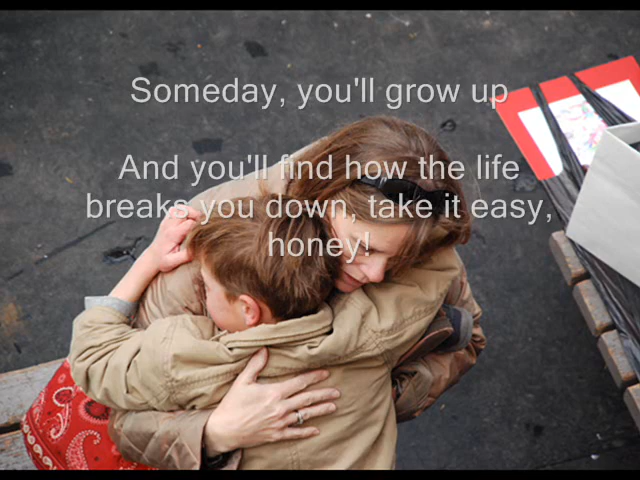 Someday, you'll grow up
And you'll find how the life
breaks you down, take it easy,
honey!